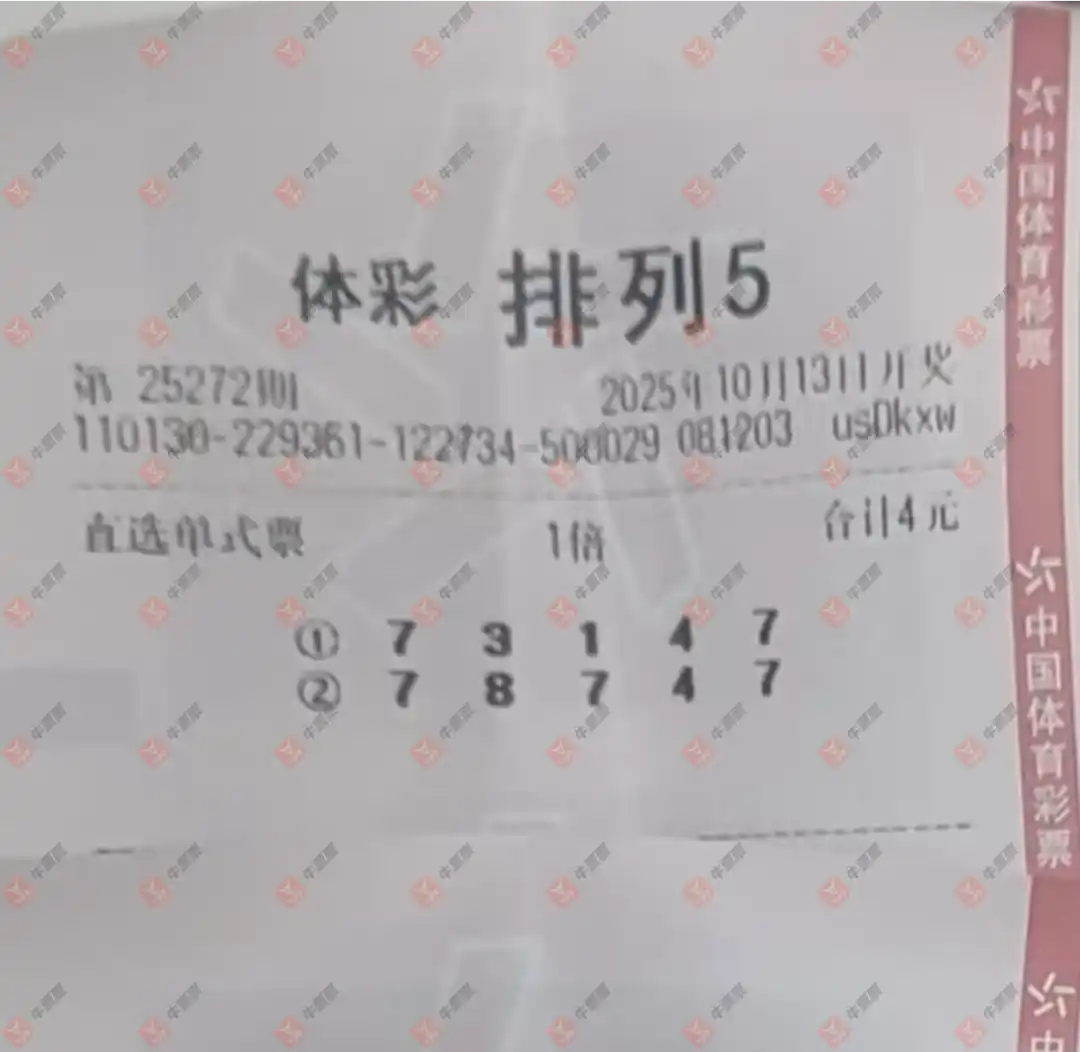 体彩 排列5
第 25272期
2025年10月13日开奖
110130-229361-122734-500029 081203 usDkxw
直选单式票
1倍
合计4元
① 7 3 1 4 7
② 7 8 7 4 7
中国体育彩票
中国体育彩票
中